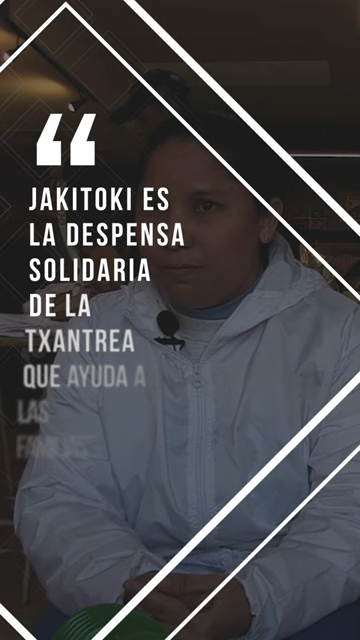 “
JAKITOKI ES
LA DESPENSA
SOLIDARIA
DE LA
TXANTREA
QUE AYUDA A
LAS